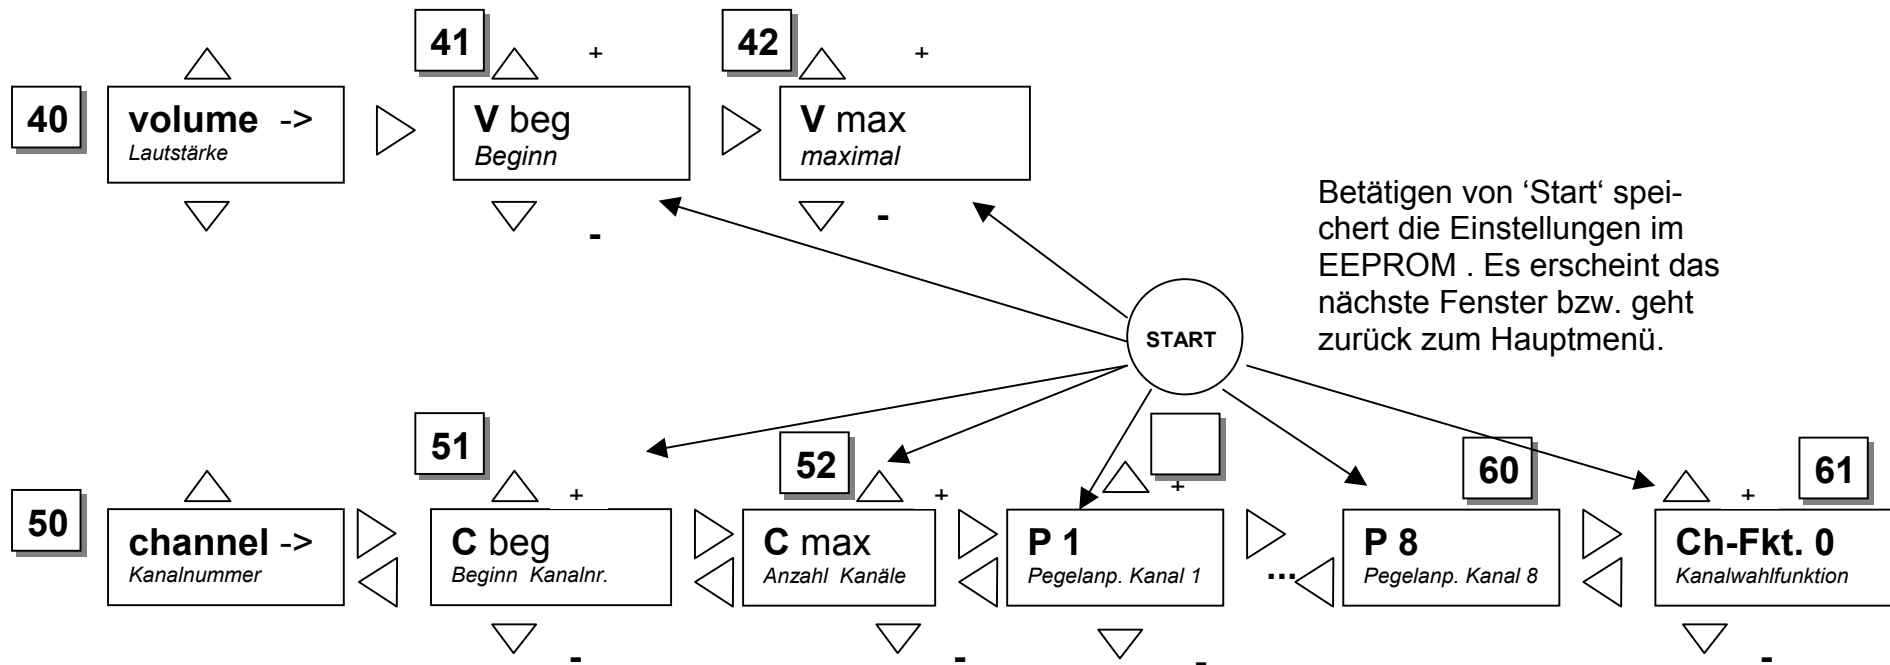 41
+
42
+
40
volume ->
Lautstärke
V beg
Beginn
V max
maximal
-
-
Betätigen von ‘Start‘ spei-
chert die Einstellungen im
EEPROM . Es erscheint das
nächste Fenster bzw. geht
zurück zum Hauptmenü.
START
51
+
52
+
+
60
+
61
50
channel ->
Kanalnummer
C beg
Beginn Kanalnr.
C max
Anzahl Kanäle
P 1
Pegelanp. Kanal 1
...
P 8
Pegelanp. Kanal 8
Ch-Fkt. 0
Kanalwahlfunktion
-
-
-
-